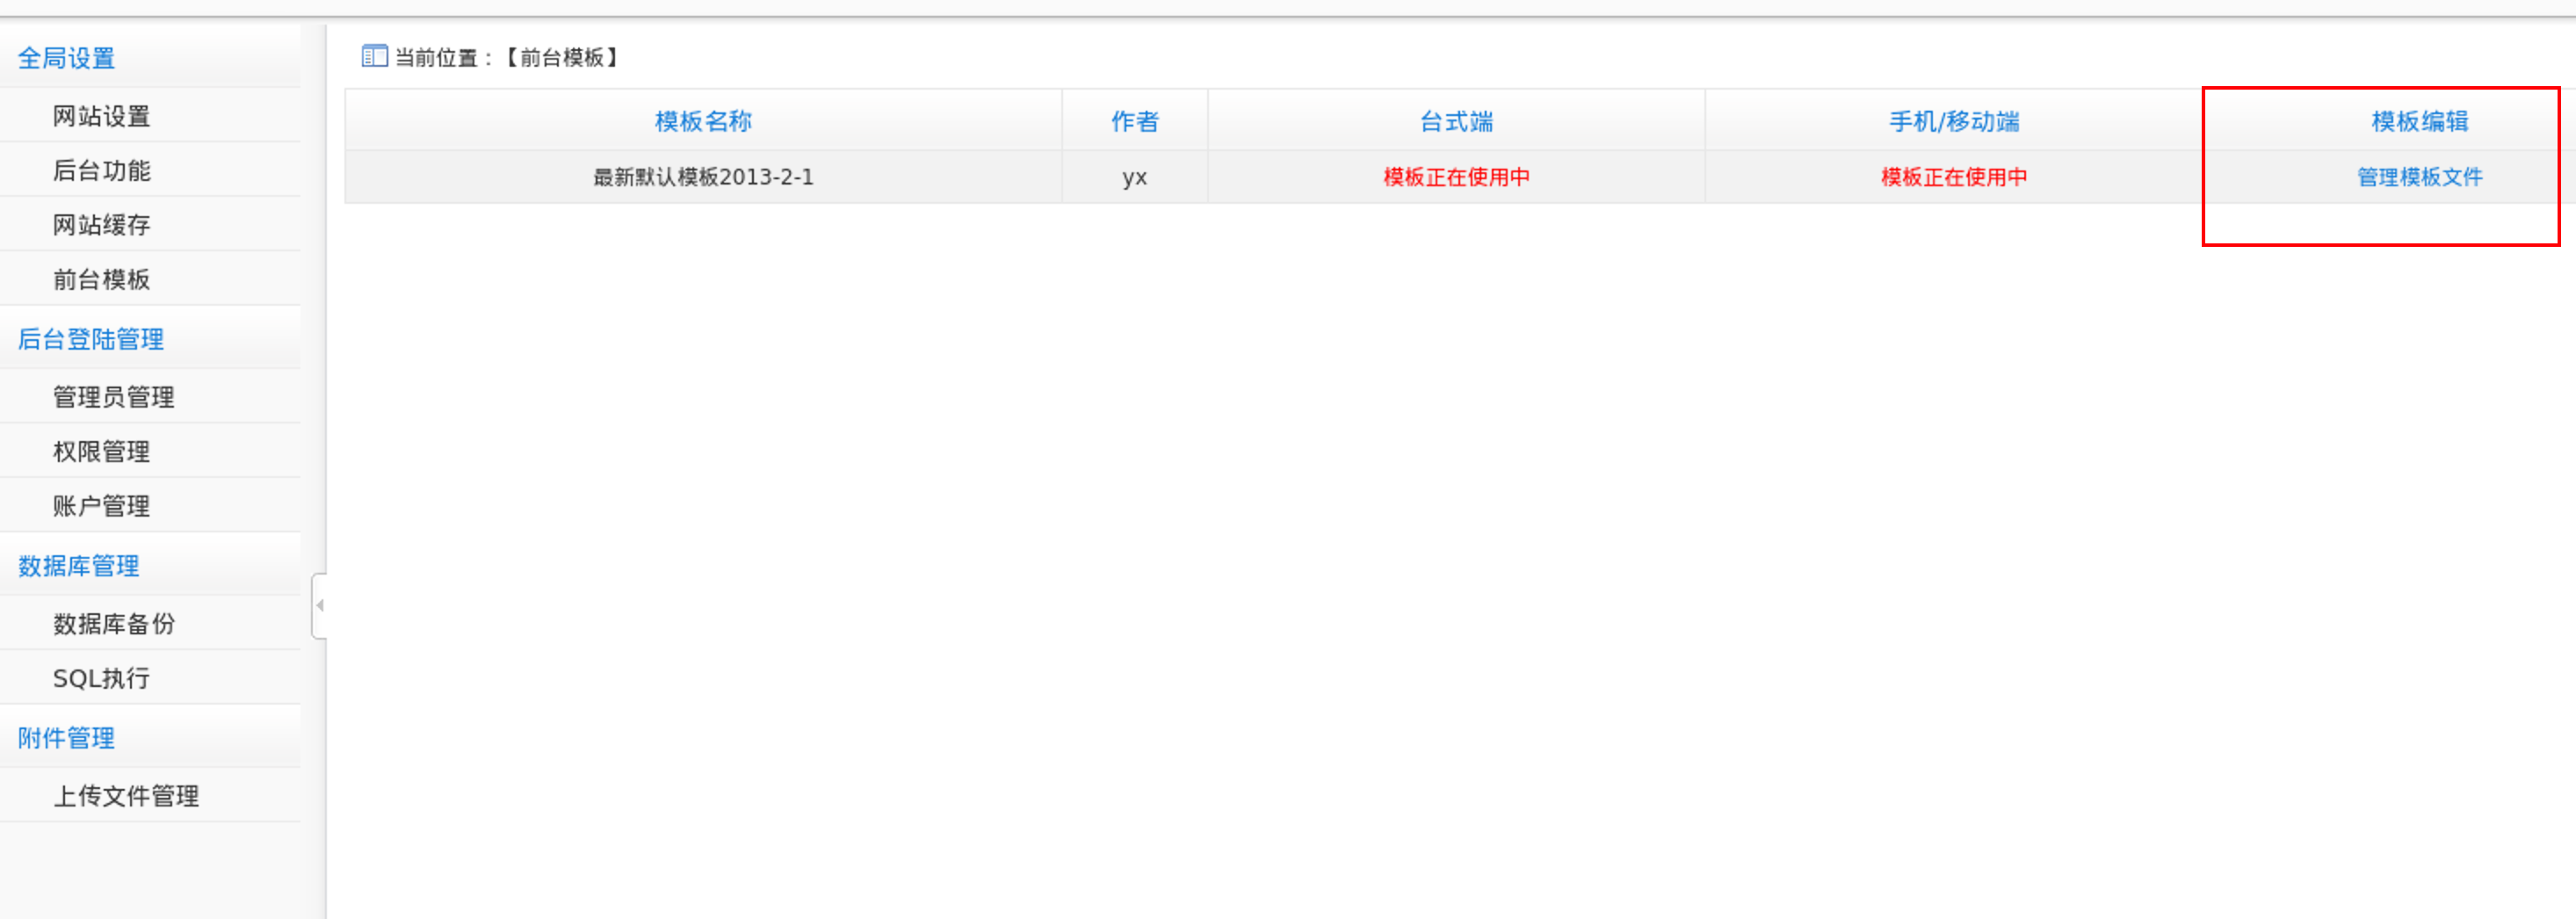 全局设置
网站设置
后台功能
网站缓存
前台模板
后台登陆管理
管理员管理
权限管理
账户管理
数据库管理
数据库备份
SQL执行
附件管理
上传文件管理
当前位置：【前台模板】
模板名称 作者 台式端 手机/移动端 模板编辑
最新默认模板2013-2-1 yx 模板正在使用中 模板正在使用中 管理模板文件